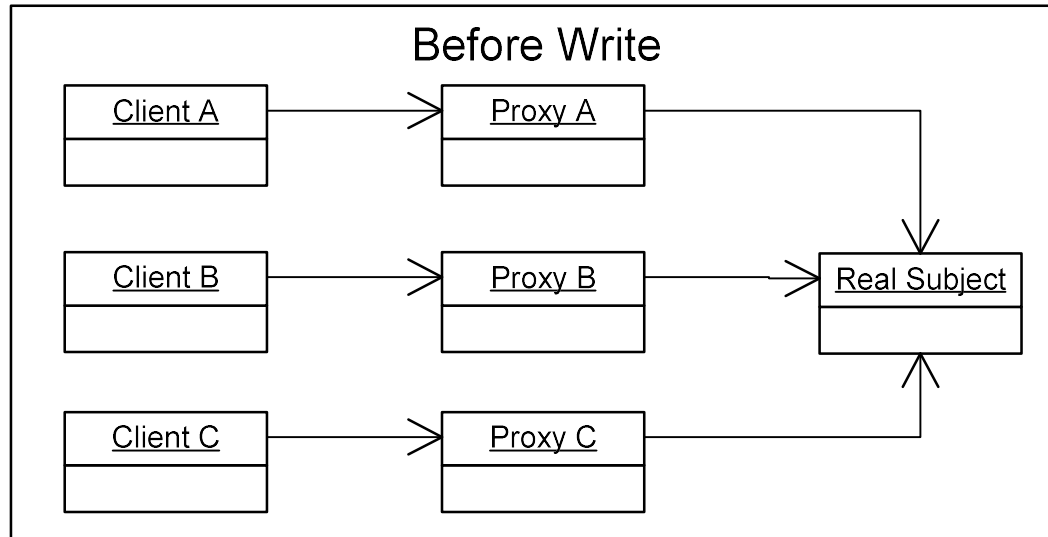 Before Write
Client A
Proxy A
Client B
Proxy B
Real Subject
Client C
Proxy C